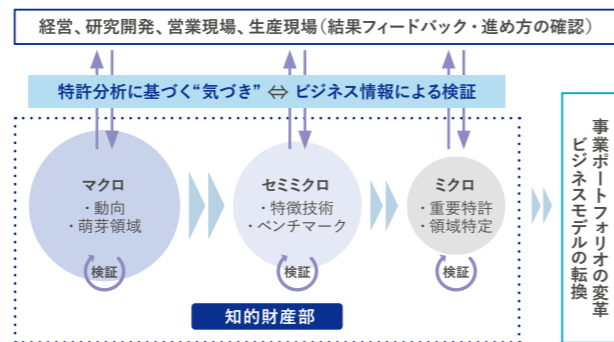 経営、研究開発、営業現場、生産現場（結果フィードバック・進め方の確認）
特許分析に基づく“気づき” ⇔ ビジネス情報による検証
マクロ
・動向
・萌芽領域
検証
セミミクロ
・特徴技術
・ベンチマーク
検証
ミクロ
・重要特許
・領域特定
検証
知的財産部
事業ポートフォリオの変革
ビジネスモデルの転換